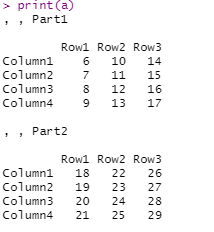 > print(a)
, , Part1
        Row1 Row2 Row3
Column1    6   10   14
Column2    7   11   15
Column3    8   12   16
Column4    9   13   17
, , Part2
        Row1 Row2 Row3
Column1   18   22   26
Column2   19   23   27
Column3   20   24   28
Column4   21   25   29